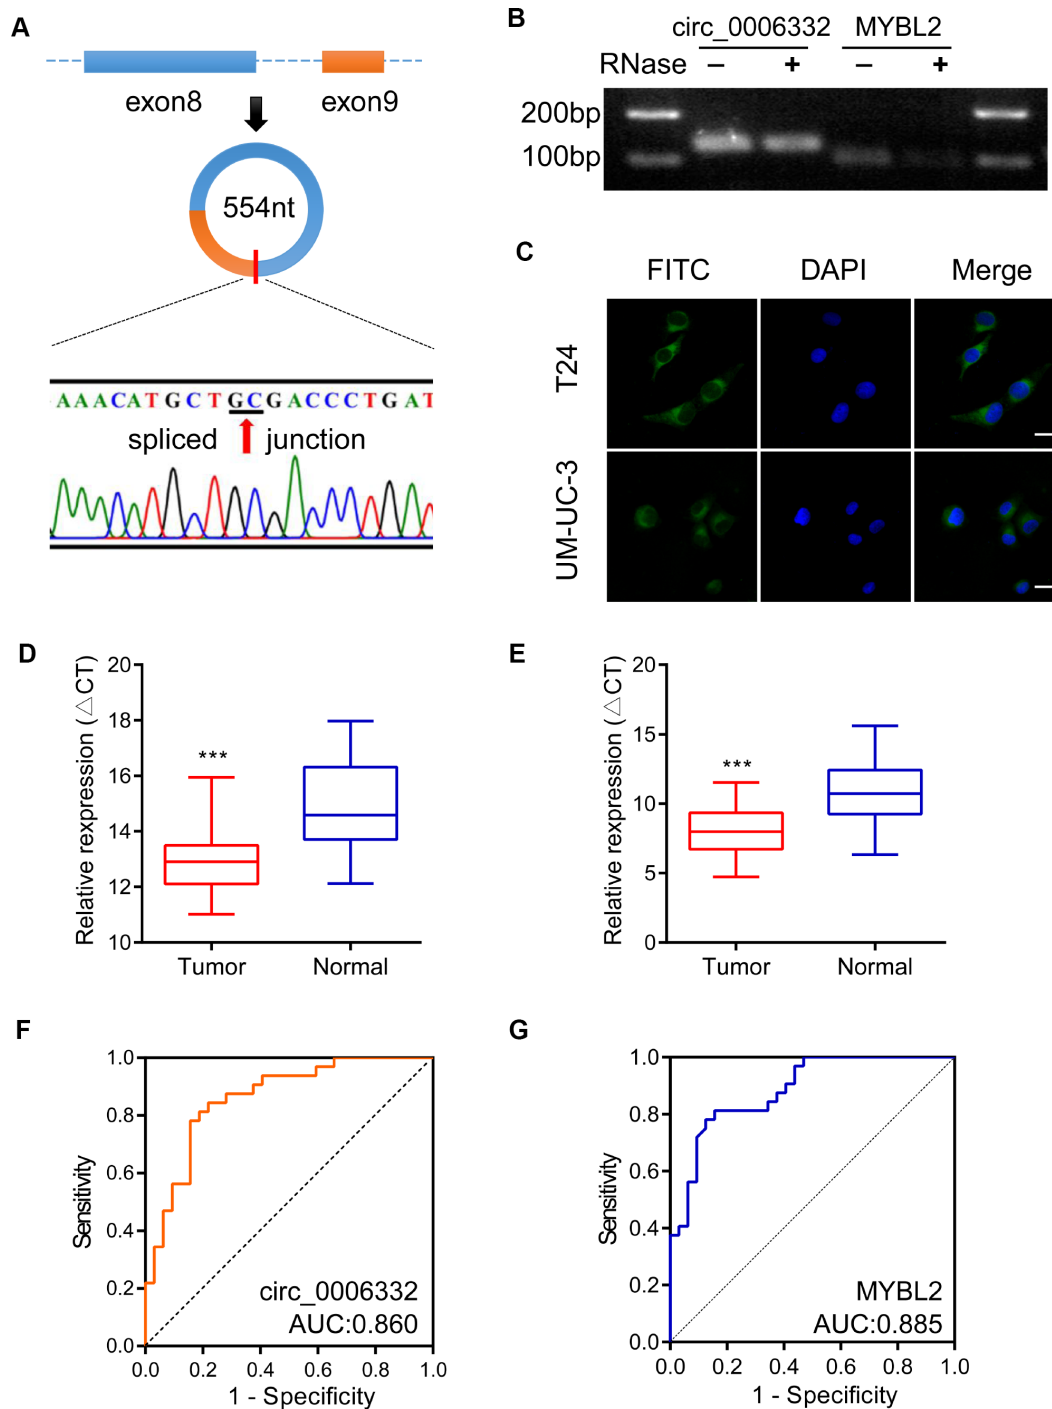 A
exon8 exon9
554nt
AAACATGCTGCGACCCTGAT
spliced junction
B
circ_0006332 MYBL2
RNase − + − +
200bp
100bp
C
FITC DAPI Merge
T24
UM-UC-3
D
Relative rexpression (△CT)
20
18
16
14
12
10
***
Tumor Normal
E
Relative rexpression (△CT)
20
15
10
5
0
***
Tumor Normal
F
Sensitivity
1.0
0.8
0.6
0.4
0.2
0.0
circ_0006332
AUC:0.860
0.0 0.2 0.4 0.6 0.8 1.0
1 - Specificity
G
Sensitivity
1.0
0.8
0.6
0.4
0.2
0.0
MYBL2
AUC:0.885
0.0 0.2 0.4 0.6 0.8 1.0
1 - Specificity